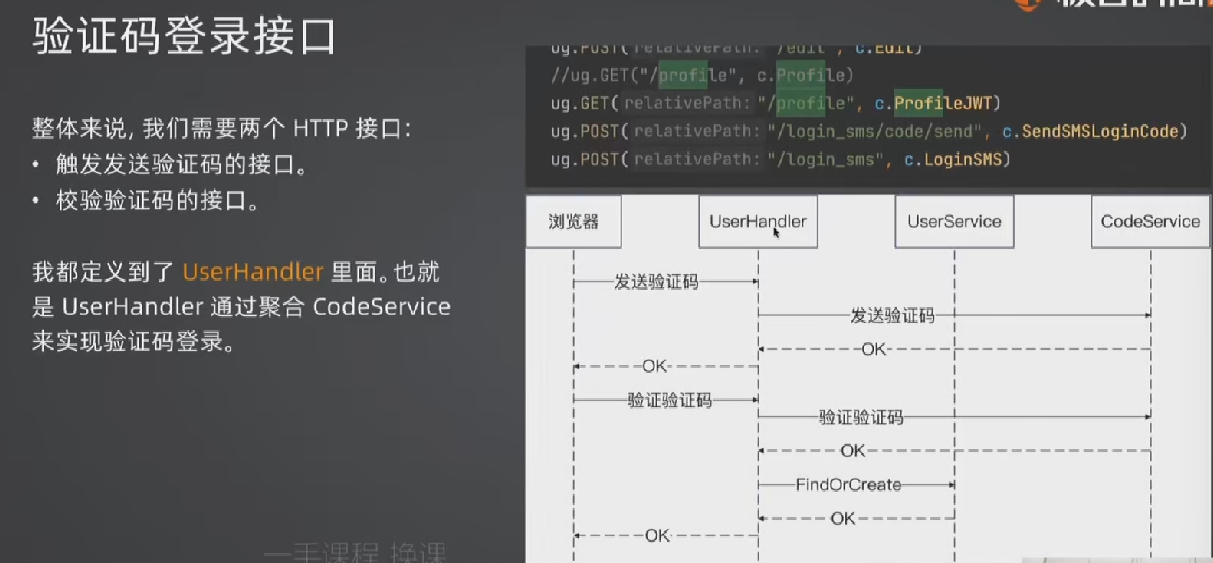 验证码登录接口
整体来说, 我们需要两个 HTTP 接口:
• 触发发送验证码的接口。
• 校验验证码的接口。
我都定义到了 UserHandler 里面。也就
是 UserHandler 通过聚合 CodeService
来实现验证码登录。
ug.POST( relativePath: "/edit", c.Edit)
//ug.GET("/profile", c.Profile)
ug.GET( relativePath: "/profile", c.ProfileJWT)
ug.POST( relativePath: "/login_sms/code/send", c.SendSMSLoginCode)
ug.POST( relativePath: "/login_sms", c.LoginSMS)
浏览器 UserHandler UserService CodeService
发送验证码
发送验证码
OK
OK
验证验证码
验证验证码
OK
FindOrCreate
OK
OK
一手课程 换课